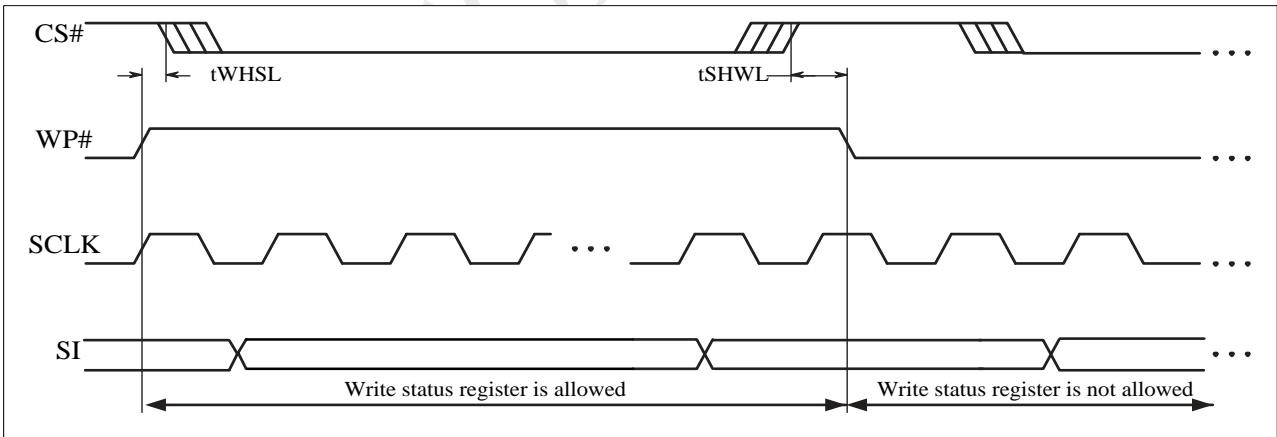 CS#
tWHSL
tSHWL
WP#
SCLK
SI
Write status register is allowed
Write status register is not allowed